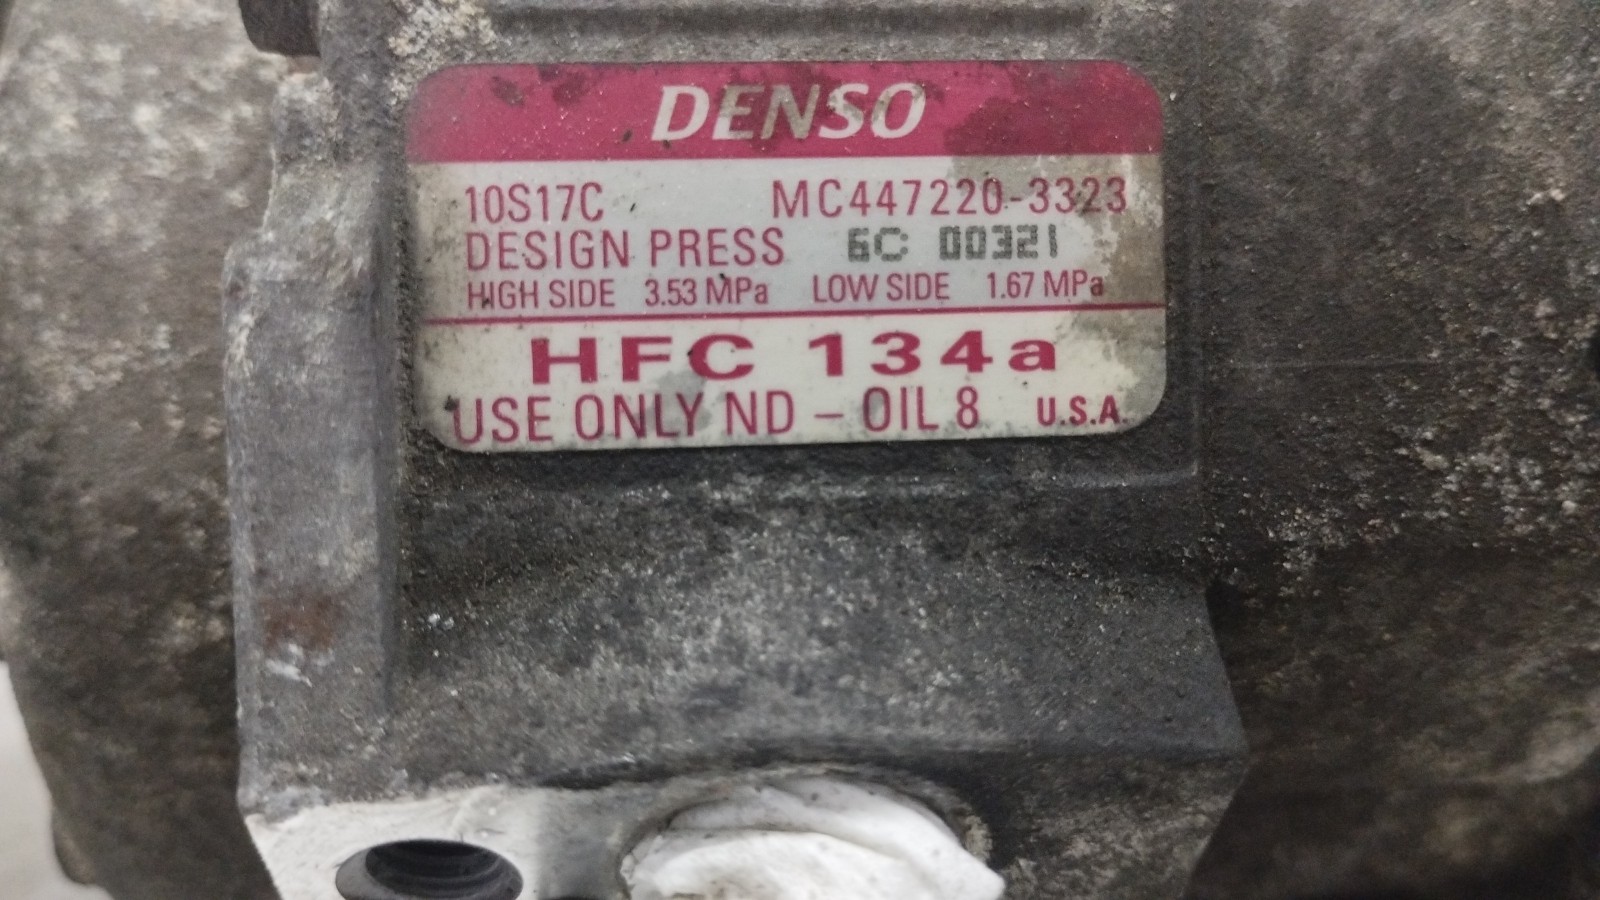 DENSO
10S17C MC447220-3323
DESIGN PRESS 6C 00321
HIGH SIDE 3.53 MPa LOW SIDE 1.67 MPa
HFC 134a
USE ONLY ND - OIL 8 U.S.A.